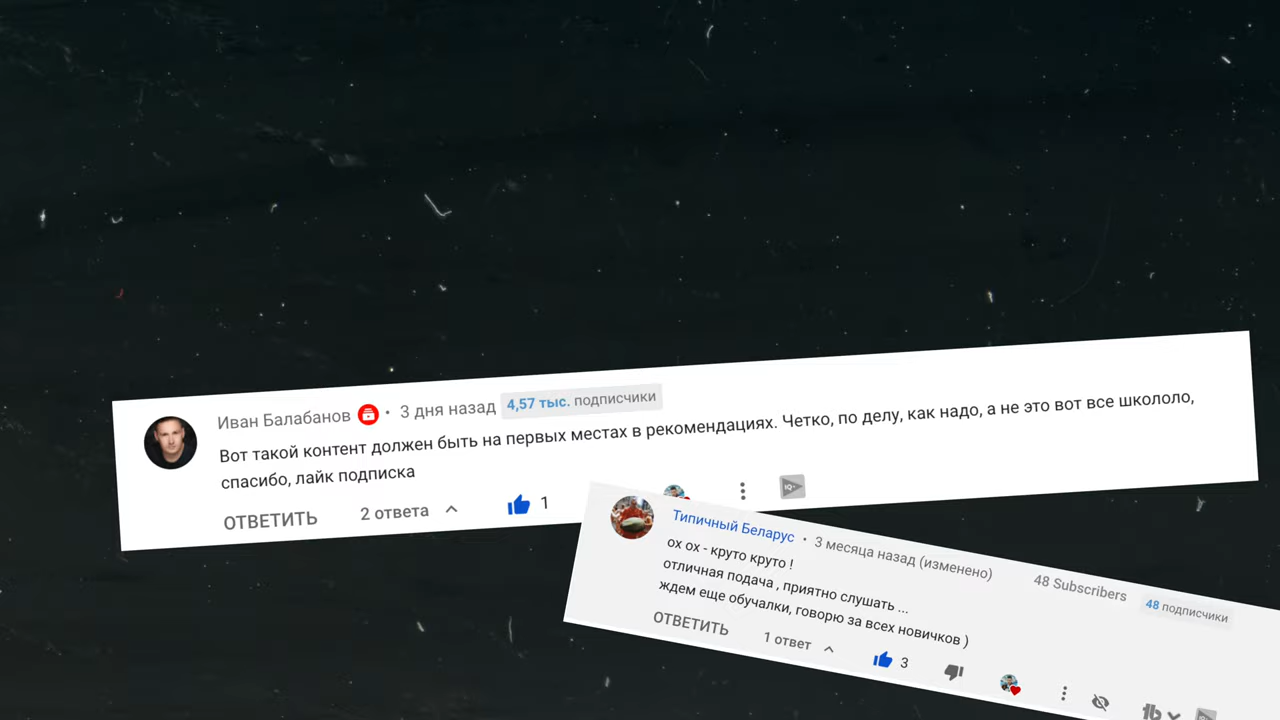 Иван Балабанов • 3 дня назад 4,57 тыс. подписчики
Вот такой контент должен быть на первых местах в рекомендациях. Четко, по делу, как надо, а не это вот все школоло,
спасибо, лайк подписка
ОТВЕТИТЬ 2 ответа 1
Типичный Беларус • 3 месяца назад (изменено) 48 Subscribers 48 подписчики
ох ох - круто круто !
отличная подача , приятно слушать ...
ждем еще обучалки, говорю за всех новичков )
ОТВЕТИТЬ 1 ответ 3